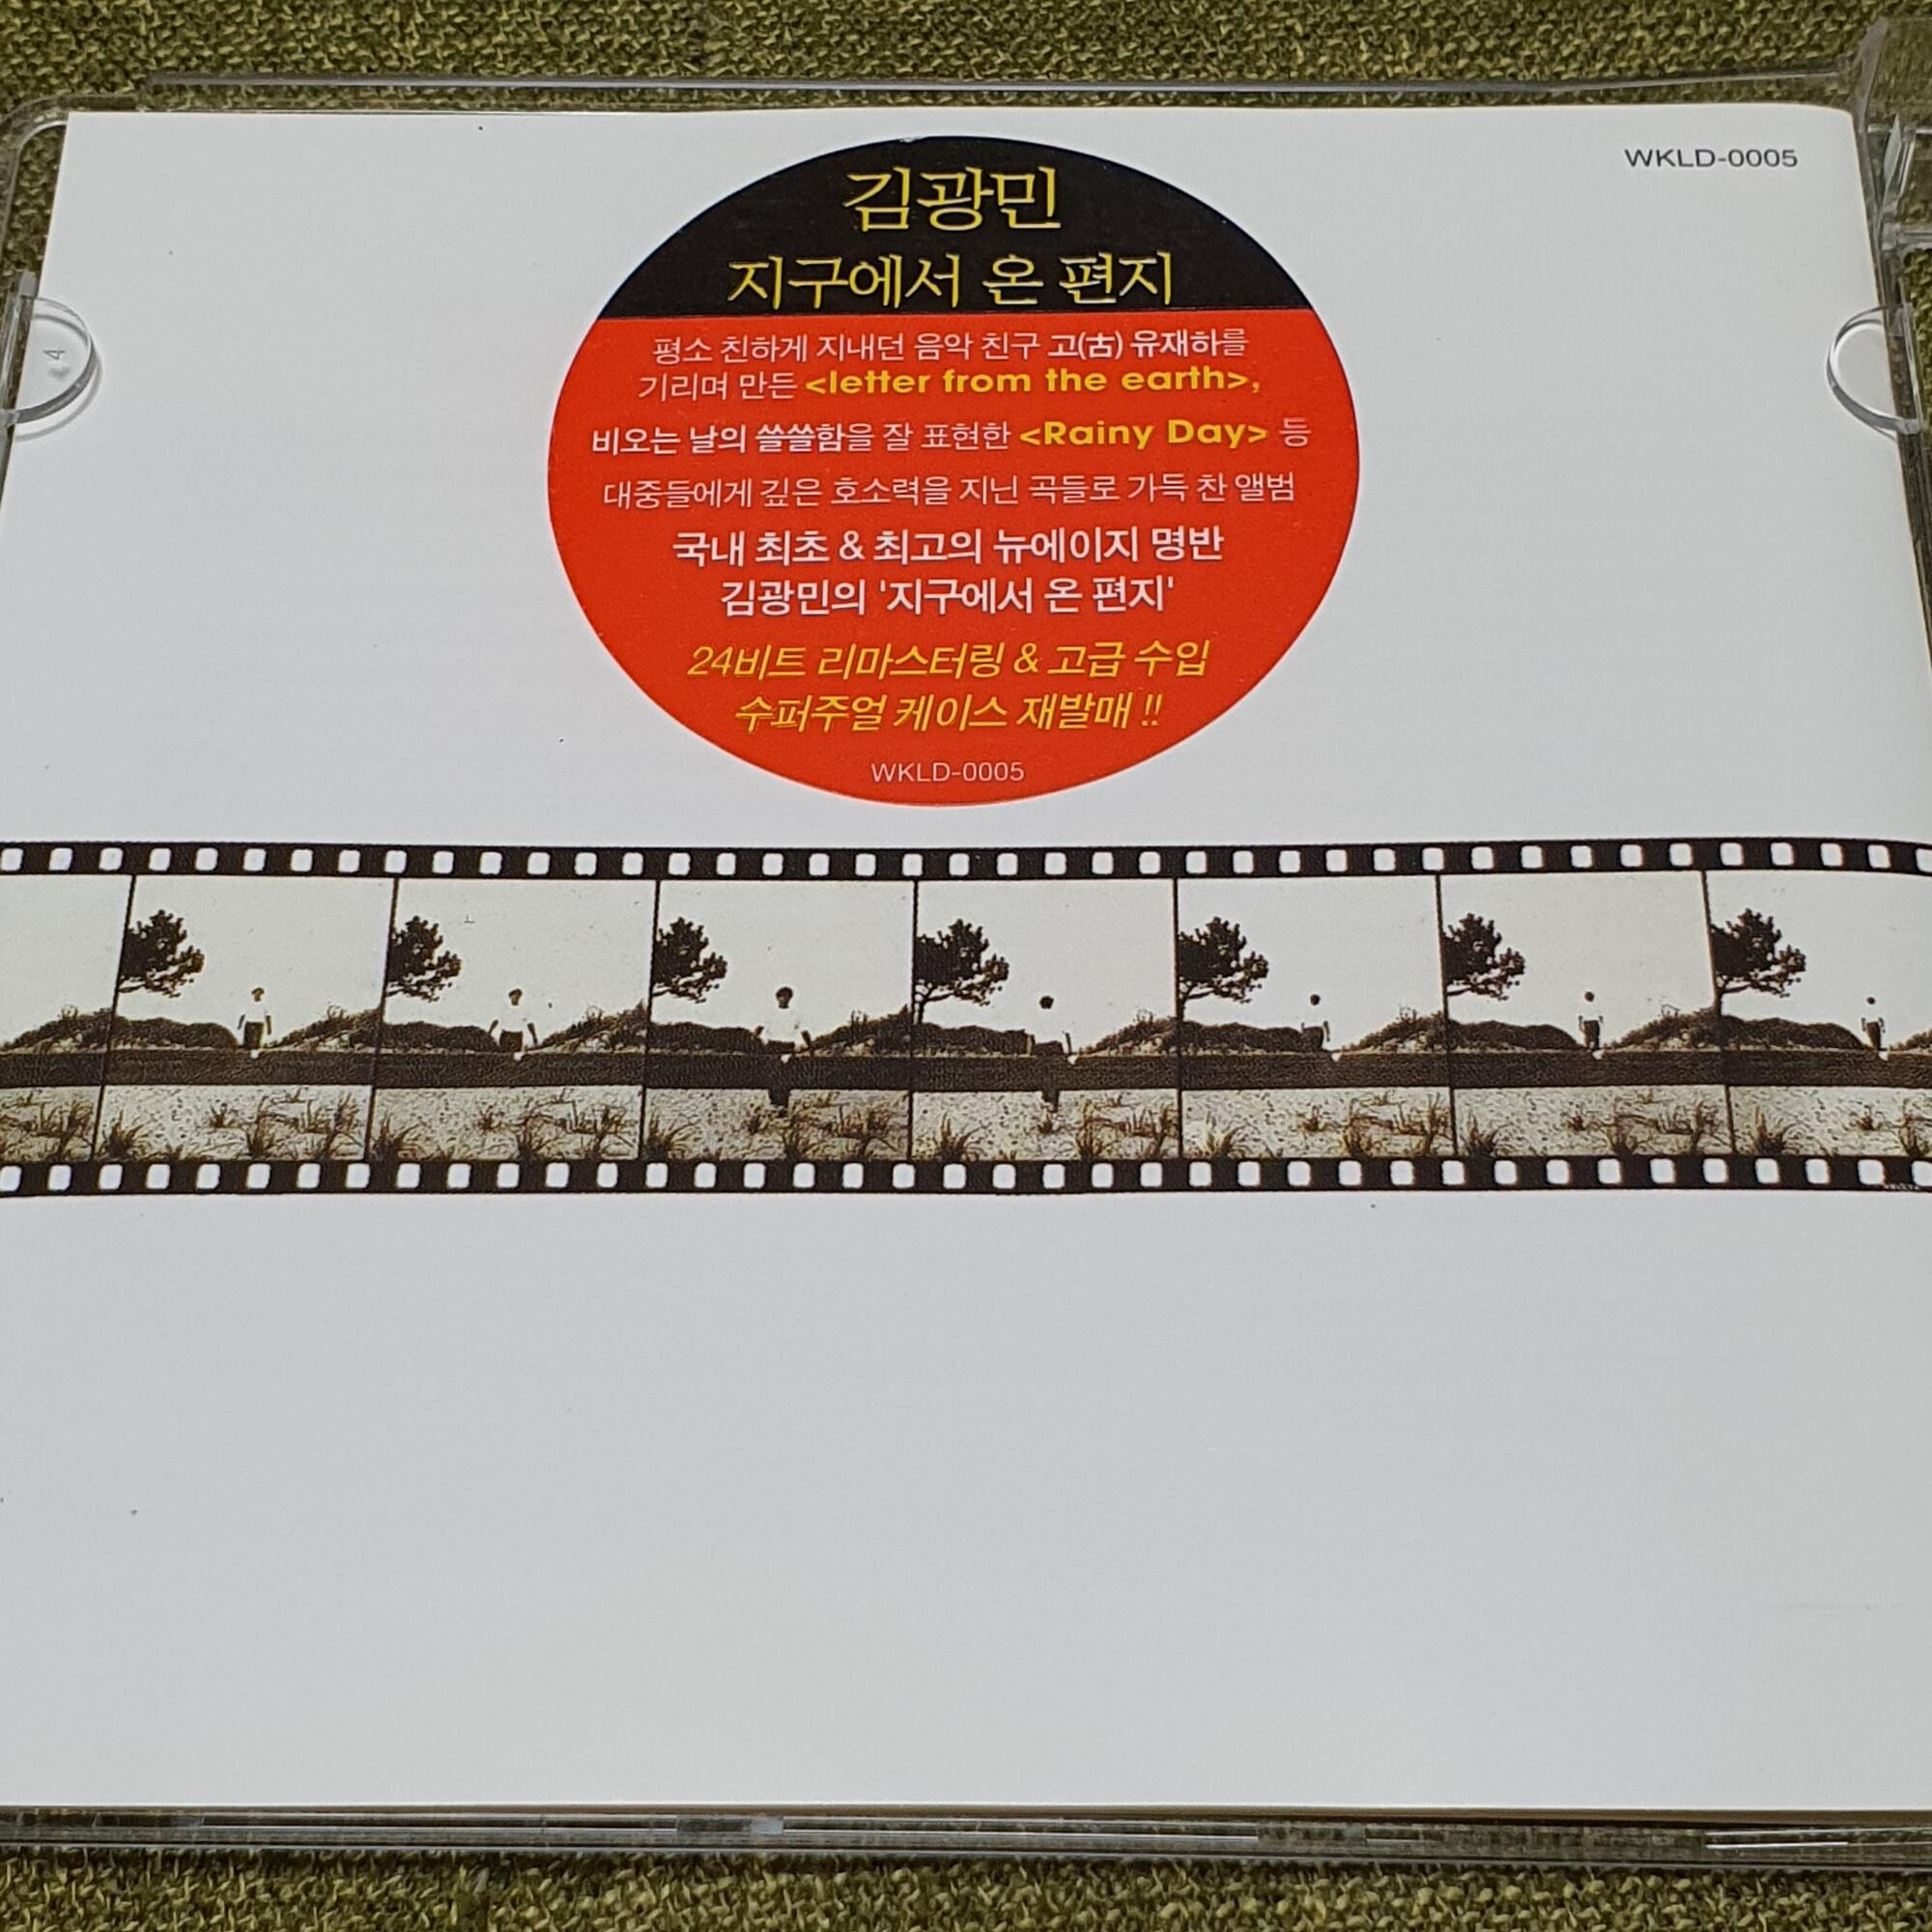 WKLD-0005
김광민
지구에서 온 편지
평소 친하게 지내던 음악 친구 고(古) 유재하를
기리며 만든 <letter from the earth>,
비오는 날의 쓸쓸함을 잘 표현한 <Rainy Day> 등
대중들에게 깊은 호소력을 지닌 곡들로 가득 찬 앨범
국내 최초 & 최고의 뉴에이지 명반
김광민의 '지구에서 온 편지'
24비트 리마스터링 & 고급 수입
수퍼주얼 케이스 재발매 !!
WKLD-0005